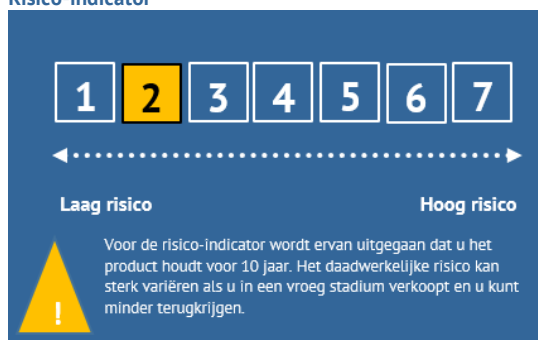 Risico-indicator
1 2 3 4 5 6 7
Laag risico Hoog risico
Voor de risico-indicator wordt ervan uitgegaan dat u het
product houdt voor 10 jaar. Het daadwerkelijke risico kan
sterk variëren als u in een vroeg stadium verkoopt en u kunt
minder terugkrijgen.
!